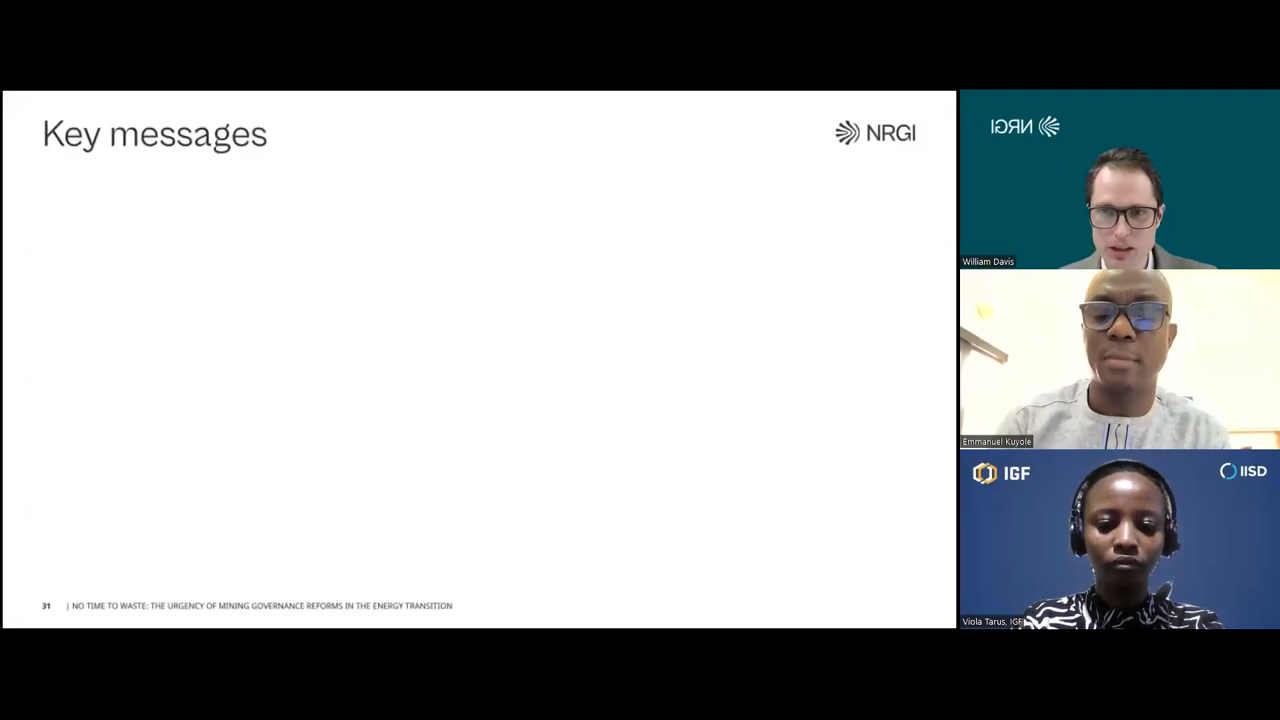 Key messages
NRGI
31 | NO TIME TO WASTE: THE URGENCY OF MINING GOVERNANCE REFORMS IN THE ENERGY TRANSITION
NRGI
William Davis
Emmanuel Kuyole
IGF
IISD
Viola Tarus, IGF